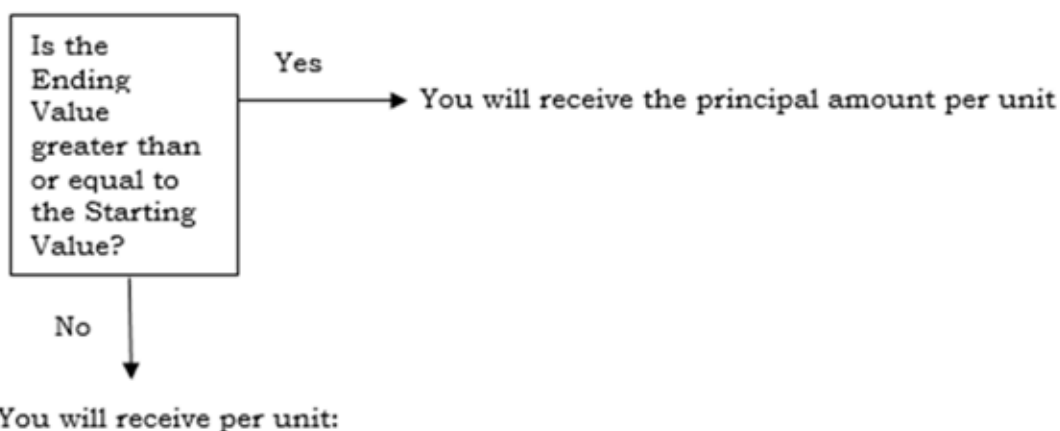 Is the
Ending
Value
greater than
or equal to
the Starting
Value?
Yes
You will receive the principal amount per unit
No
You will receive per unit: